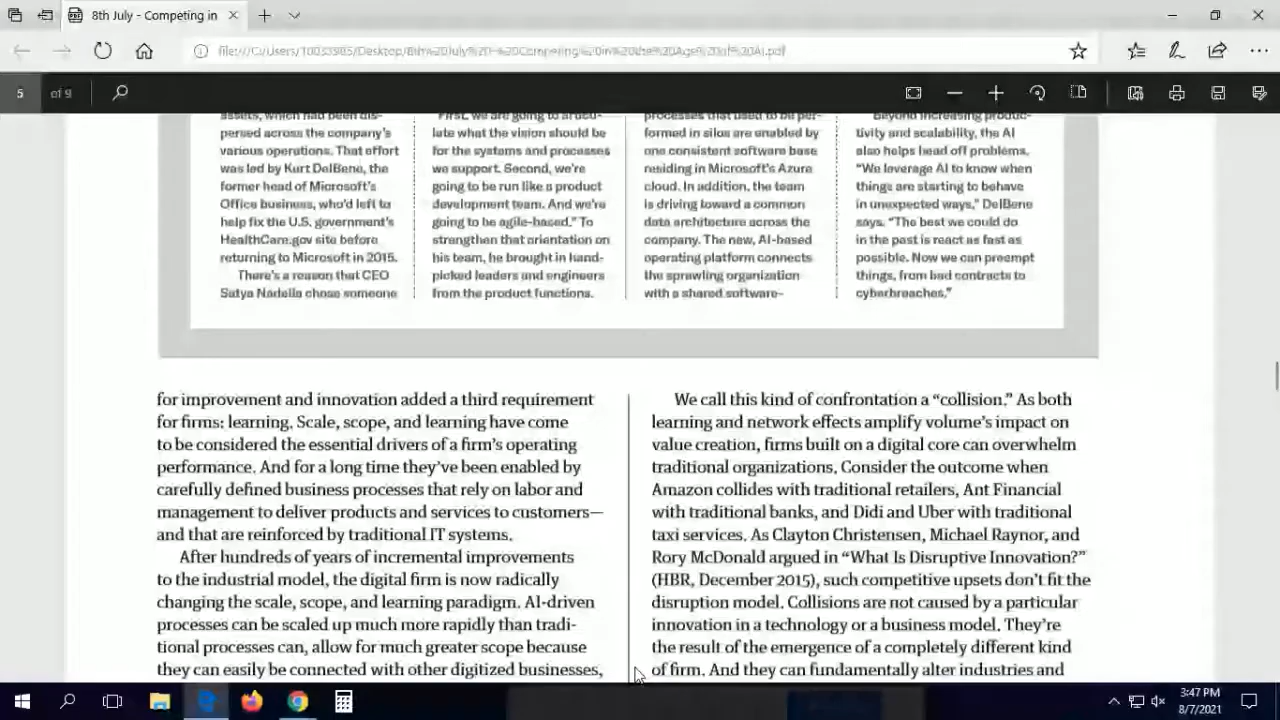 8th July - Competing in
file:///C:/Users/10033985/Desktop/8th%20July%20-%20Competing%20in%20the%20Age%20of%20AI.pdf
5 of 9
assets, which had been dis-
persed across the company's
various operations. That effort
was led by Kurt DelBene, the
former head of Microsoft's
Office business, who'd left to
help fix the U.S. government's
HealthCare.gov site before
returning to Microsoft in 2015.
There's a reason that CEO
Satya Nadella chose someone
First, we are going to articu-
late what the vision should be
for the systems and processes
we support. Second, we're
going to be run like a product
development team. And we're
going to be agile-based." To
strengthen that orientation on
his team, he brought in hand-
picked leaders and engineers
from the product functions.
processes that used to be per-
formed in silos are enabled by
one consistent software base
residing in Microsoft's Azure
cloud. In addition, the team
is driving toward a common
data architecture across the
company. The new, AI-based
operating platform connects
the sprawling organization
with a shared software-
Beyond increasing produc-
tivity and scalability, the AI
also helps head off problems.
"We leverage AI to know when
things are starting to behave
in unexpected ways," DelBene
says. "The best we could do
in the past is react as fast as
possible. Now we can preempt
things, from bad contracts to
cyberbreaches."
for improvement and innovation added a third requirement
for firms: learning. Scale, scope, and learning have come
to be considered the essential drivers of a firm's operating
performance. And for a long time they've been enabled by
carefully defined business processes that rely on labor and
management to deliver products and services to customers—
and that are reinforced by traditional IT systems.
After hundreds of years of incremental improvements
to the industrial model, the digital firm is now radically
changing the scale, scope, and learning paradigm. AI-driven
processes can be scaled up much more rapidly than tradi-
tional processes can, allow for much greater scope because
they can easily be connected with other digitized businesses,
We call this kind of confrontation a "collision." As both
learning and network effects amplify volume's impact on
value creation, firms built on a digital core can overwhelm
traditional organizations. Consider the outcome when
Amazon collides with traditional retailers, Ant Financial
with traditional banks, and Didi and Uber with traditional
taxi services. As Clayton Christensen, Michael Raynor, and
Rory McDonald argued in "What Is Disruptive Innovation?"
(HBR, December 2015), such competitive upsets don't fit the
disruption model. Collisions are not caused by a particular
innovation in a technology or a business model. They're
the result of the emergence of a completely different kind
of firm. And they can fundamentally alter industries and
3:47 PM
8/7/2021